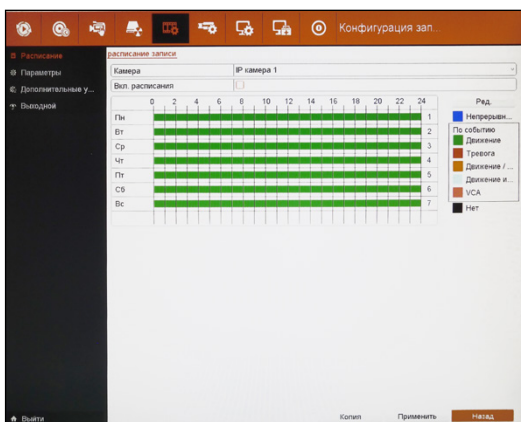 Конфигурация зап...
Расписание
Параметры
Дополнительные у...
Выходной
расписание записи
Камера
IP камера 1
Вкл. расписания
0 2 4 6 8 10 12 14 16 18 20 22 24
Пн 1
Вт 2
Ср 3
Чт 4
Пт 5
Сб 6
Вс 7
Ред.
Непрерывн...
По событию
Движение
Тревога
Движение / ...
Движение и...
VCA
Нет
Копия
Применить
Назад
Выйти